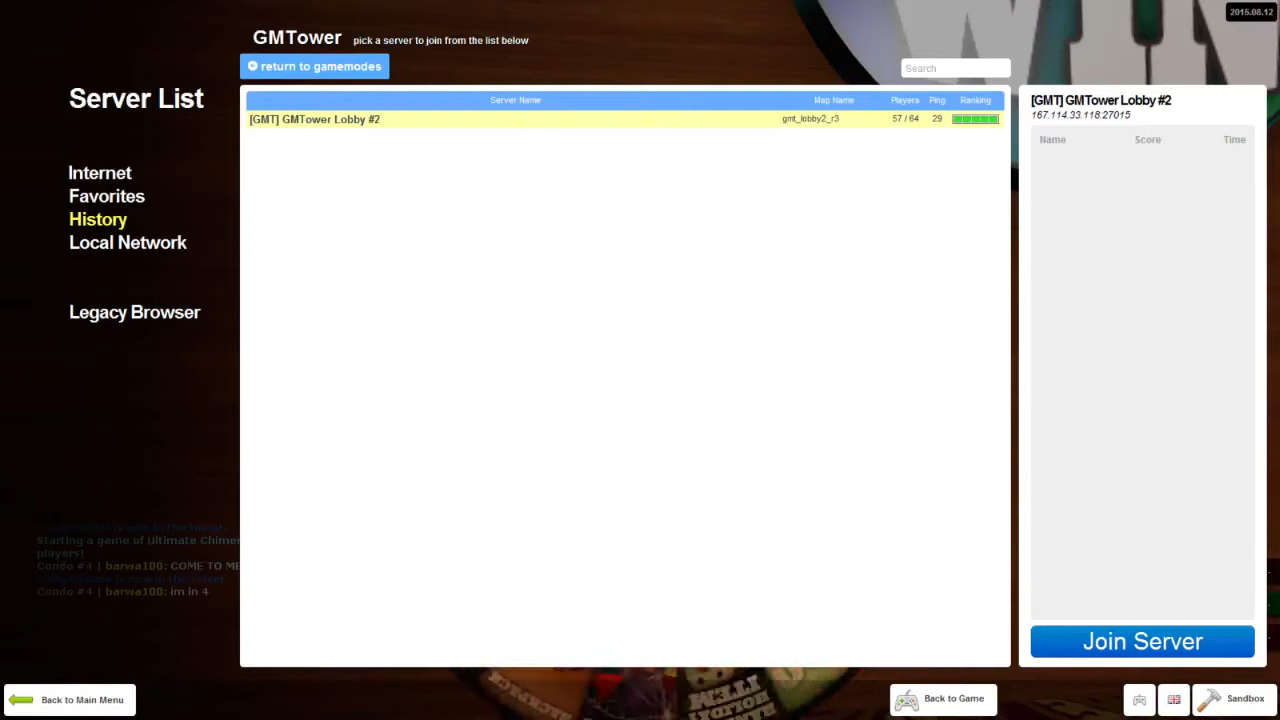 2015.08.12
GMTower pick a server to join from the list below
return to gamemodes
Search
Server List
Internet
Favorites
History
Local Network
Legacy Browser
Server Name Map Name Players Ping Ranking
[GMT] GMTower Lobby #2 gmt_lobby2_r3 57 / 64 29
[GMT] GMTower Lobby #2
167.114.33.118:27015
Name Score Time
Starting a game of Ultimate Chimer
players!
Condo #4 | barwa100: COME TO ME
Condo #4 | barwa100: im in 4
Join Server
Back to Main Menu
Back to Game
Sandbox